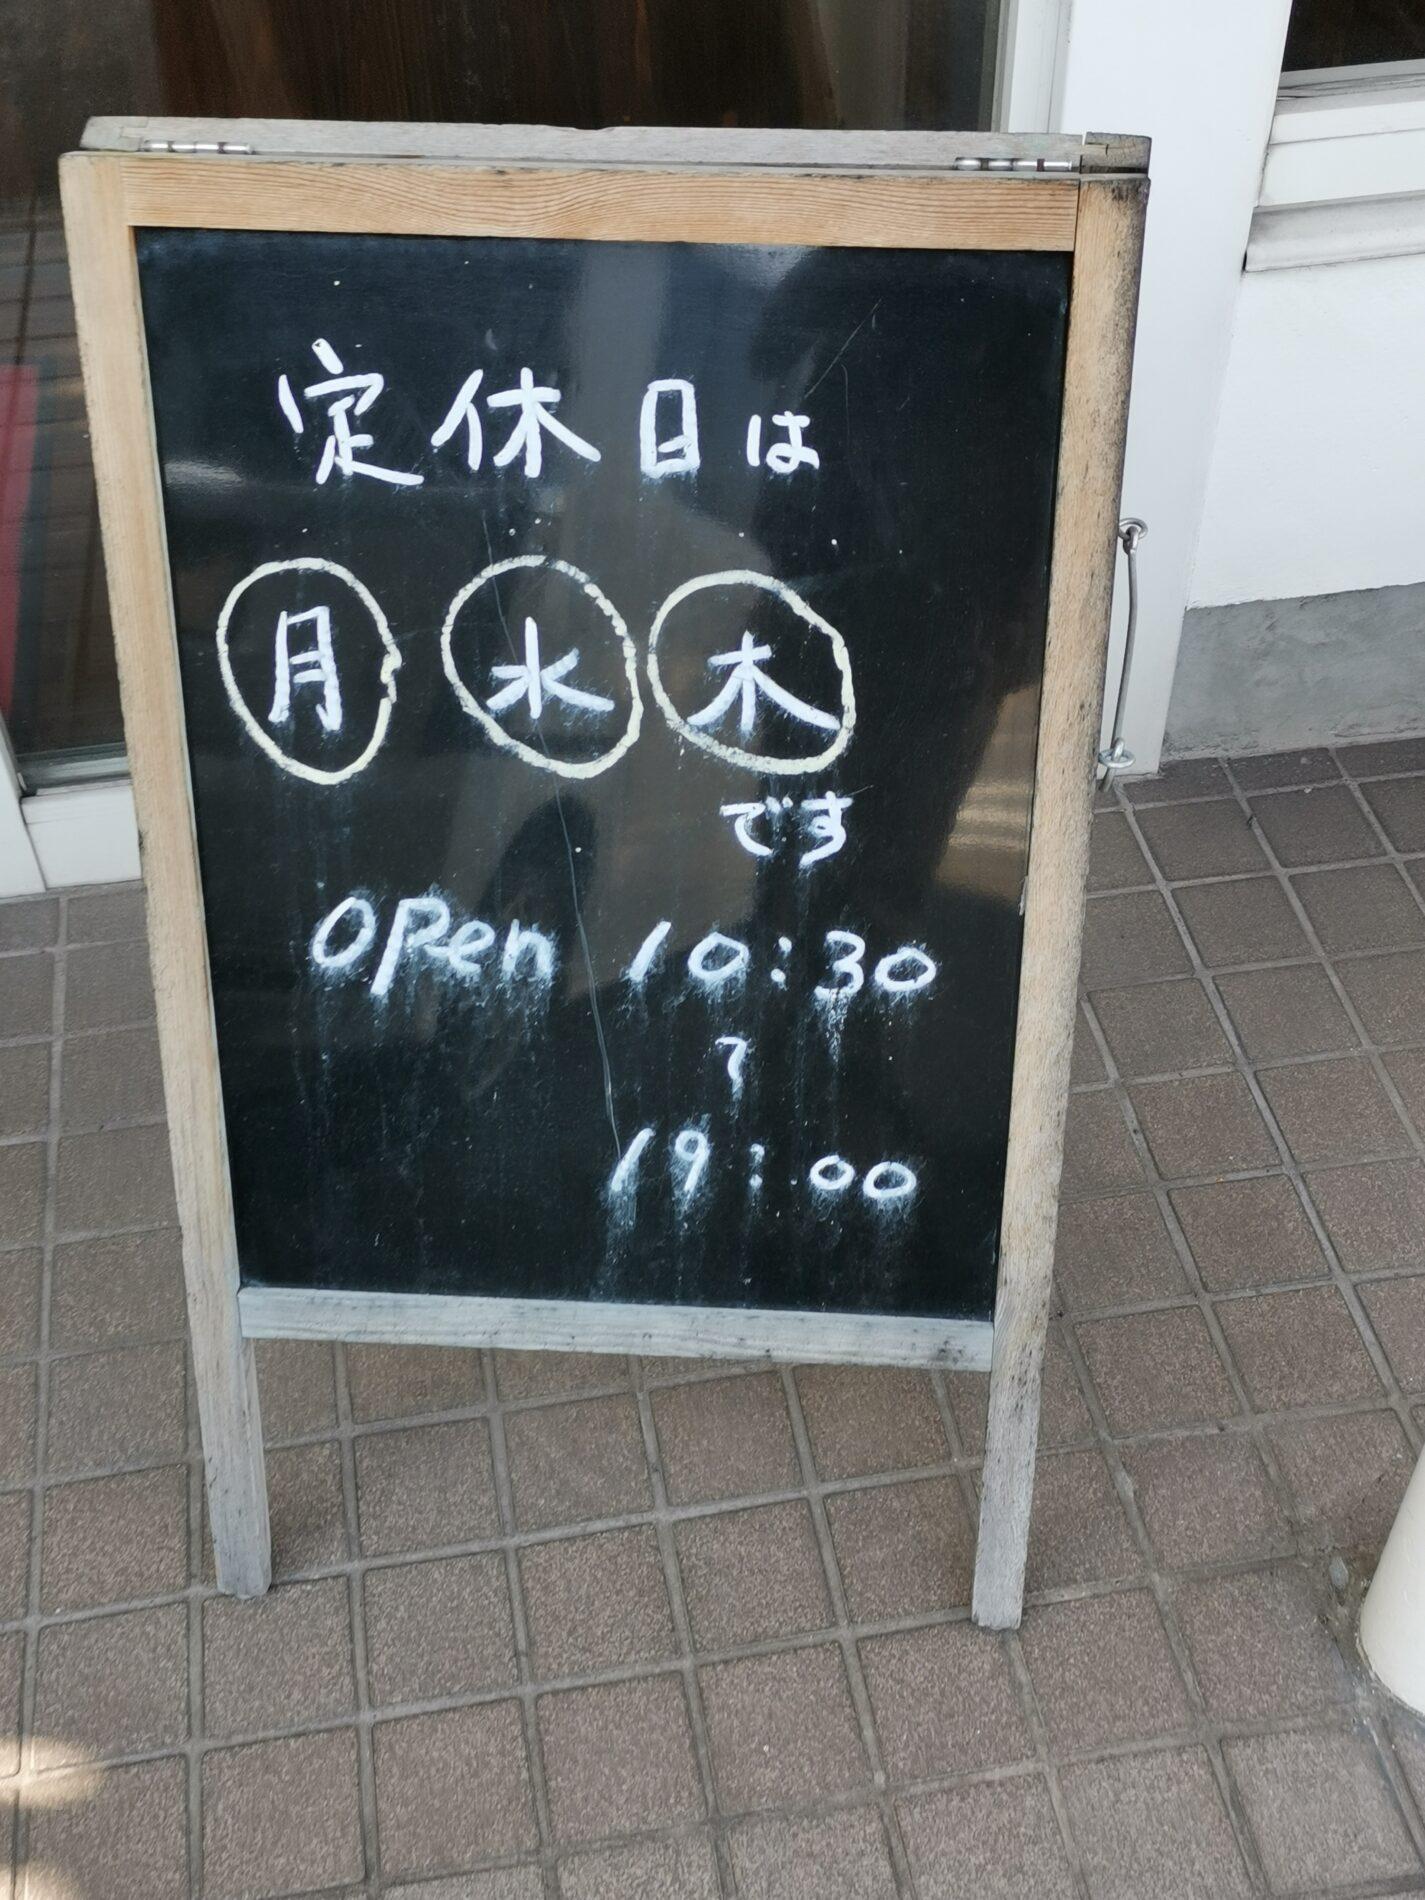 定休日は
月 水 木
です
open 10:30
〜
19:00